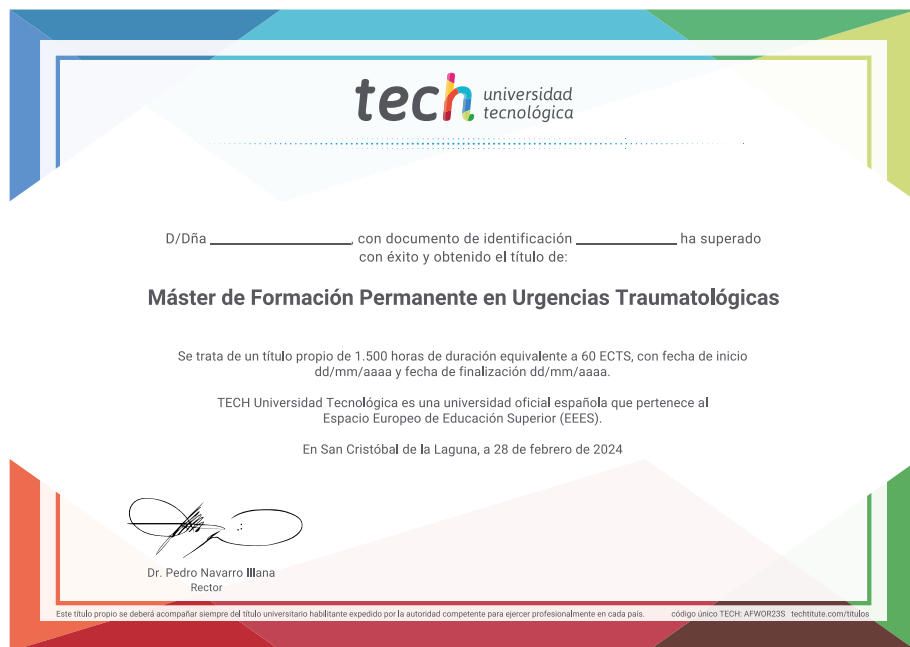 tech universidad
tecnológica
D/Dña ____________________, con documento de identificación ______________ ha superado
con éxito y obtenido el título de:
Máster de Formación Permanente en Urgencias Traumatológicas
Se trata de un título propio de 1.500 horas de duración equivalente a 60 ECTS, con fecha de inicio
dd/mm/aaaa y fecha de finalización dd/mm/aaaa.
TECH Universidad Tecnológica es una universidad oficial española que pertenece al
Espacio Europeo de Educación Superior (EEES).
En San Cristóbal de la Laguna, a 28 de febrero de 2024
Dr. Pedro Navarro Illana
Rector
Este título propio se deberá acompañar siempre del título universitario habilitante expedido por la autoridad competente para ejercer profesionalmente en cada país. código único TECH: AFWOR23S techtitute.com/titulos